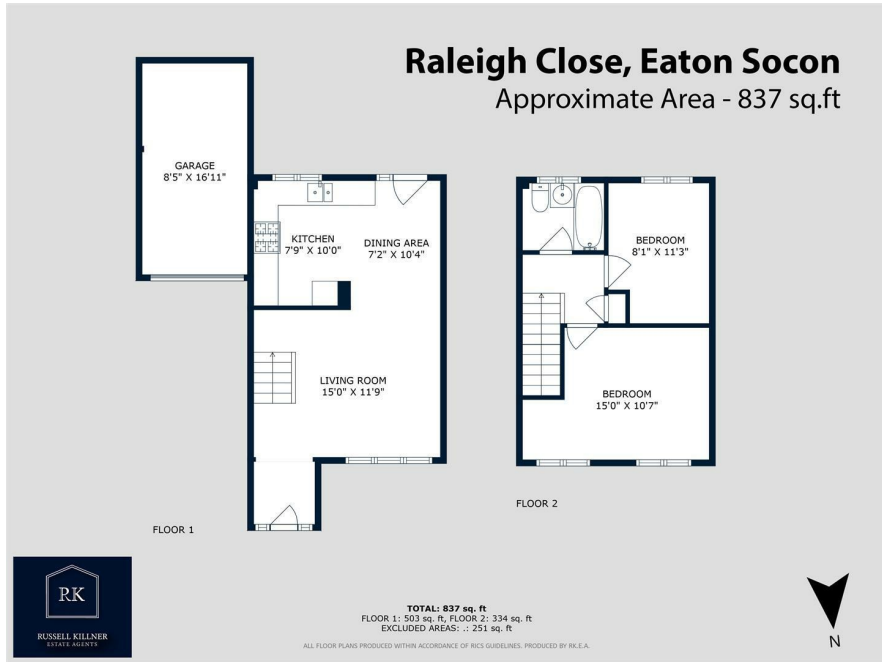 Raleigh Close, Eaton Socon
Approximate Area - 837 sq.ft
GARAGE
8'5" X 16'11"
KITCHEN
7'9" X 10'0"
DINING AREA
7'2" X 10'4"
LIVING ROOM
15'0" X 11'9"
BEDROOM
8'1" X 11'3"
BEDROOM
15'0" X 10'7"
FLOOR 1
FLOOR 2
RK
RUSSELL KILLNER
ESTATE AGENTS
TOTAL: 837 sq. ft
FLOOR 1: 503 sq. ft, FLOOR 2: 334 sq. ft
EXCLUDED AREAS: .: 251 sq. ft
ALL FLOOR PLANS PRODUCED WITHIN ACCORDANCE OF RICS GUIDELINES. PRODUCED BY RK.E.A.
N